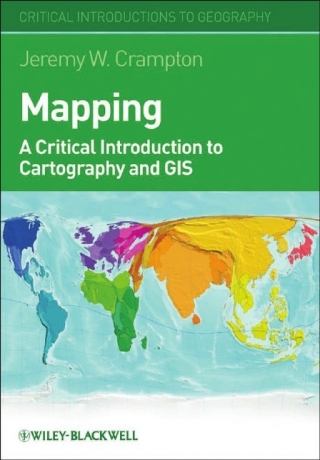 CRITICAL INTRODUCTIONS TO GEOGRAPHY
Jeremy W. Crampton
Mapping
A Critical Introduction to
Cartography and GIS
WILEY-BLACKWELL